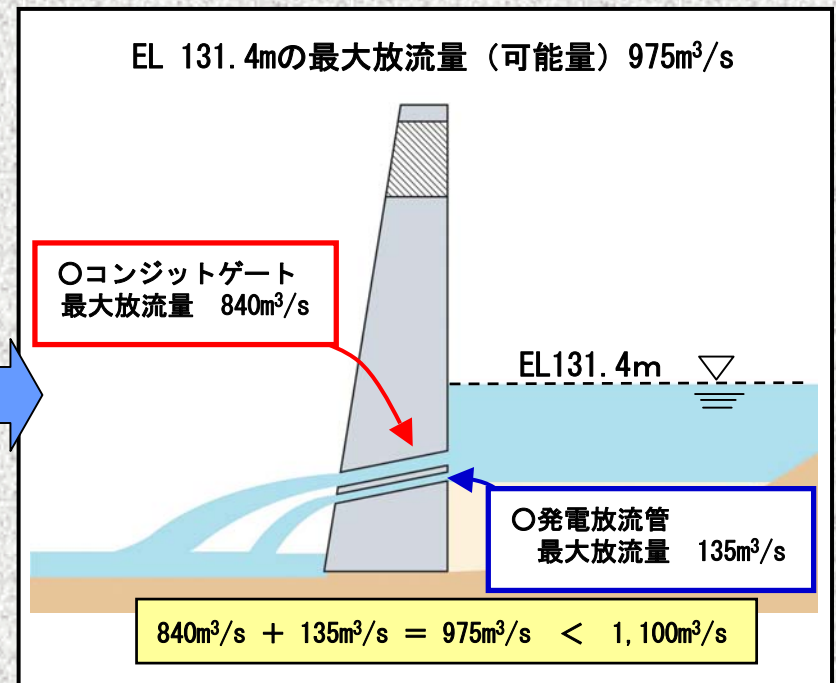 EL 131.4mの最大放流量（可能量）975m³/s
〇コンジットゲート
最大放流量　840m³/s
EL131.4m
〇発電放流管
最大放流量　135m³/s
840m³/s ＋ 135m³/s ＝ 975m³/s ＜ 1,100m³/s